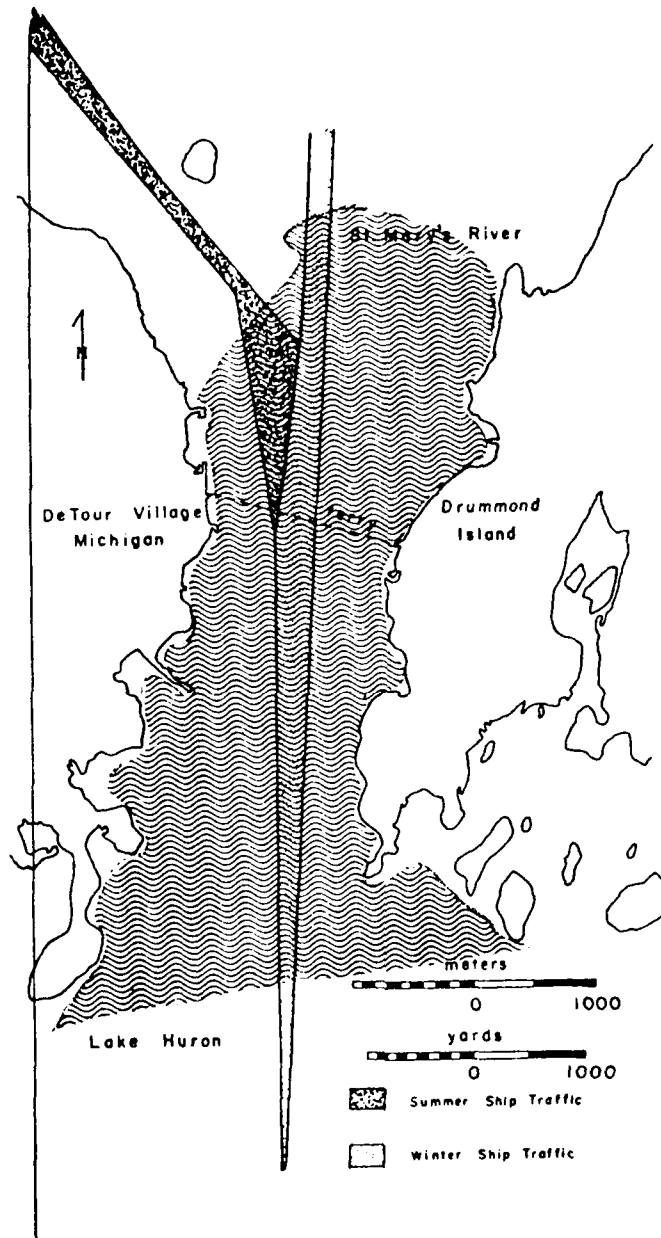 St. Mary's River
N
DeTour Village
Michigan
Ferry
Drummond
Island
meters
0 1000
yards
0 1000
Lake Huron
Summer Ship Traffic
Winter Ship Traffic